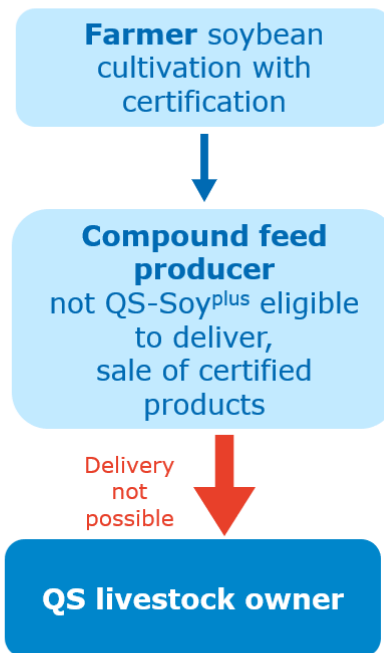 Farmer soybean
cultivation with
certification
Compound feed
producer
not QS-Soyplus eligible
to deliver,
sale of certified
products
Delivery
not
possible
QS livestock owner